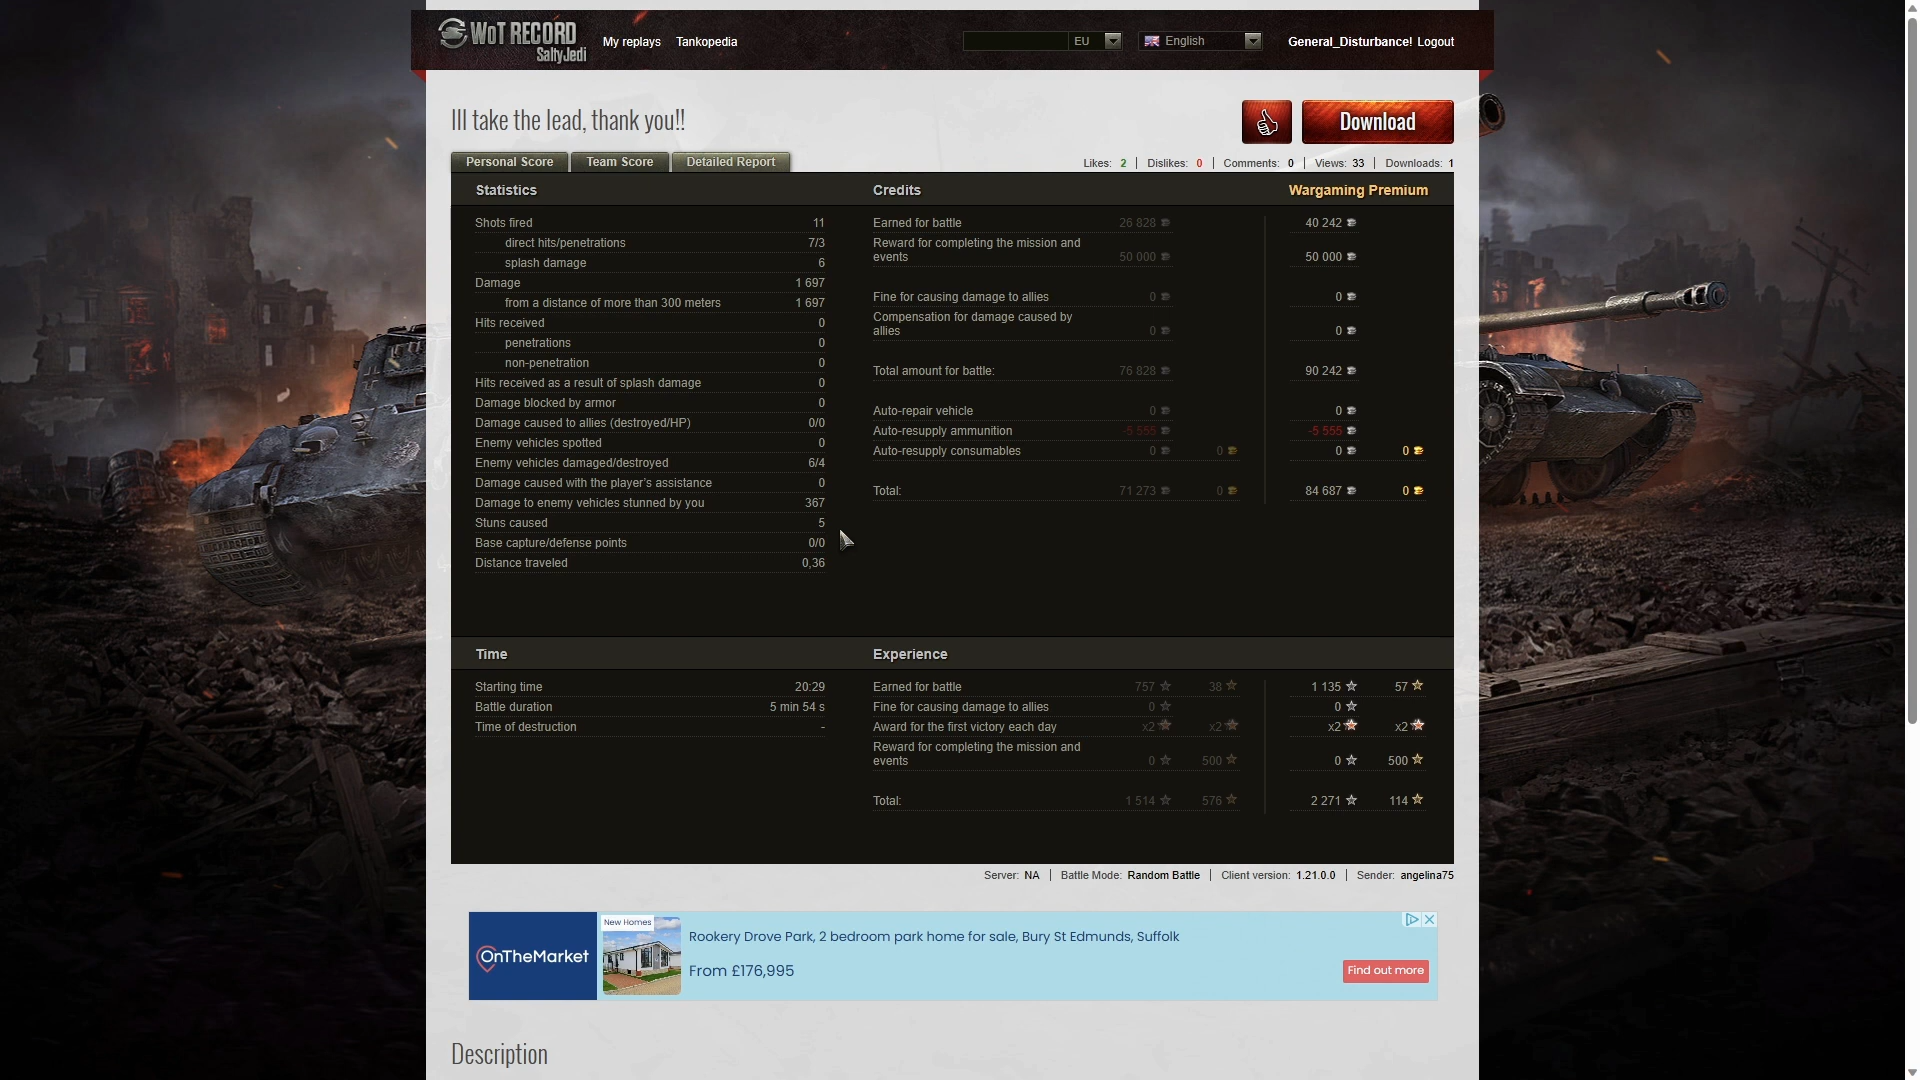 WoT RECORD
SaltyJedi
My replays Tankopedia EU English General_Disturbance! Logout
Ill take the lead, thank you!!
Download
Personal Score Team Score Detailed Report
Likes: 2 | Dislikes: 0 | Comments: 0 | Views: 33 | Downloads: 1
Statistics
Shots fired 11
direct hits/penetrations 7/3
splash damage 6
Damage 1 697
from a distance of more than 300 meters 1 697
Hits received 0
penetrations 0
non-penetration 0
Hits received as a result of splash damage 0
Damage blocked by armor 0
Damage caused to allies (destroyed/HP) 0/0
Enemy vehicles spotted 0
Enemy vehicles damaged/destroyed 6/4
Damage caused with the player's assistance 0
Damage to enemy vehicles stunned by you 367
Stuns caused 5
Base capture/defense points 0/0
Distance traveled 0,36
Credits Wargaming Premium
Earned for battle 26 828 40 242
Reward for completing the mission and
events 50 000 50 000
Fine for causing damage to allies 0 0
Compensation for damage caused by
allies 0 0
Total amount for battle: 76 828 90 242
Auto-repair vehicle 0 0
Auto-resupply ammunition -5 555 -5 555
Auto-resupply consumables 0 0 0 0
Total: 71 273 0 84 687 0
Time
Starting time 20:29
Battle duration 5 min 54 s
Time of destruction -
Experience
Earned for battle 757 38 1 135 57
Fine for causing damage to allies 0 0
Award for the first victory each day x2 x2 x2 x2
Reward for completing the mission and
events 0 500 0 500
Total: 1 514 576 2 271 114
Server: NA | Battle Mode: Random Battle | Client version: 1.21.0.0 | Sender: angelina75
OnTheMarket
New Homes
Rookery Drove Park, 2 bedroom park home for sale, Bury St Edmunds, Suffolk
From £176,995
Find out more
Description